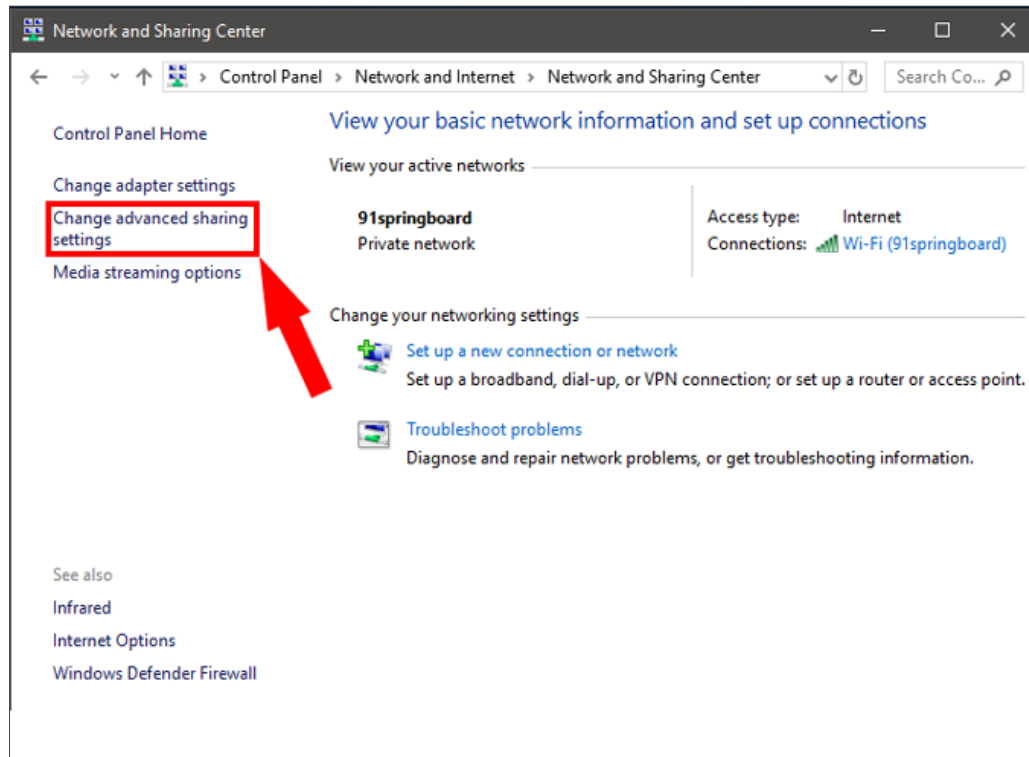 Network and Sharing Center
Control Panel > Network and Internet > Network and Sharing Center
Search Co...
Control Panel Home
Change adapter settings
Change advanced sharing
settings
Media streaming options
View your basic network information and set up connections
View your active networks
91springboard
Private network
Access type: Internet
Connections: Wi-Fi (91springboard)
Change your networking settings
Set up a new connection or network
Set up a broadband, dial-up, or VPN connection; or set up a router or access point.
Troubleshoot problems
Diagnose and repair network problems, or get troubleshooting information.
See also
Infrared
Internet Options
Windows Defender Firewall